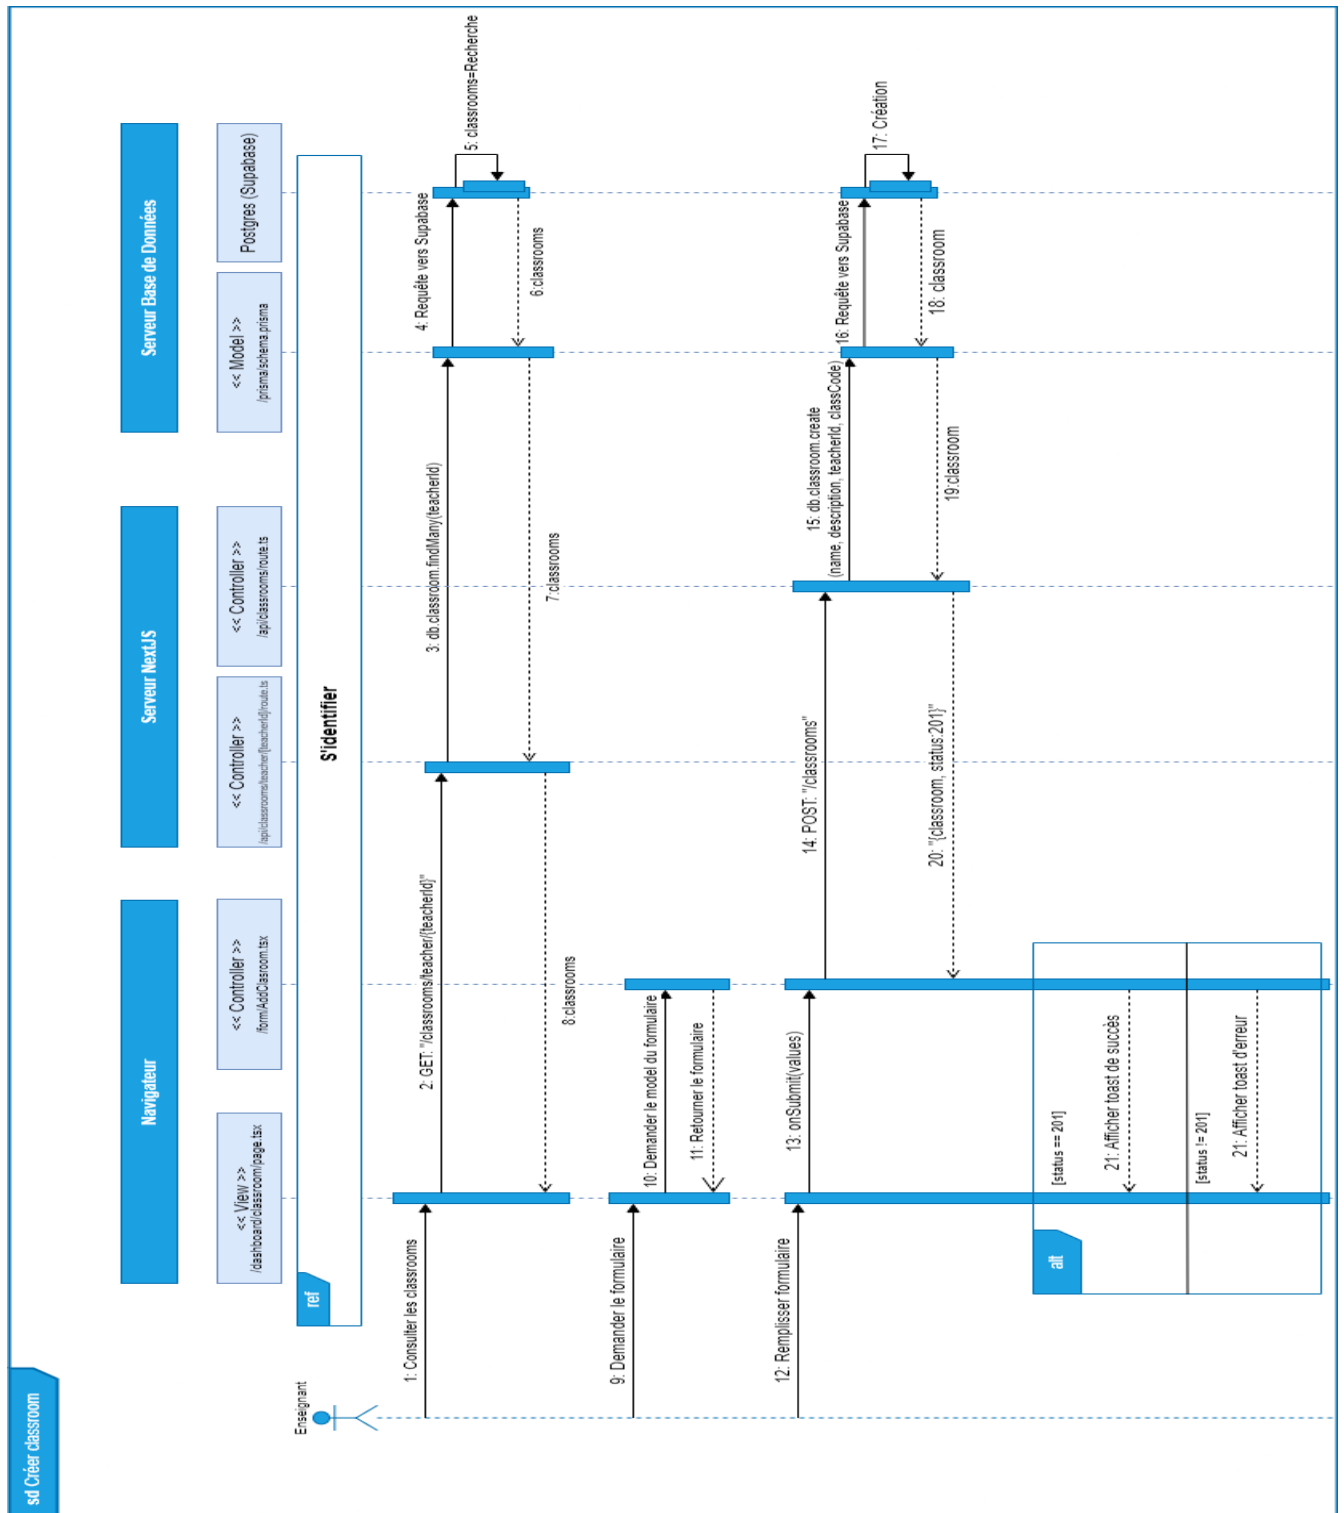 sd Créer classroom
Navigateur
Serveur NextJS
Serveur Base de Données
<< View >>
/dashboard/classroom/page.tsx
<< Controller >>
/form/AddClasroom.tsx
<< Controller >>
/api/classrooms/teacher/[teacherId]/route.ts
<< Controller >>
/api/classrooms/route.ts
<< Model >>
/prisma/schema.prisma
Postgres (Supabase)
Enseignant
ref
S'identifier
1: Consulter les classrooms
2: GET: "/classrooms/teacher/{teacherId}"
3: db.classroom.findMany(teacherId)
4: Requête vers Supabase
5: classrooms=Recherche
6:classrooms
7:classrooms
8:classrooms
9: Demander le formulaire
10: Demander le model du formulaire
11: Retourner le formulaire
12: Remplisser formulaire
13: onSubmit(values)
14: POST: "/classrooms"
15: db.classroom.create
(name, description, teacherId, classCode)
16: Requête vers Supabase
17: Création
18: classroom
19:classroom
20: "{classroom, status:201}"
alt
[status == 201]
21: Afficher toast de succès
[status != 201]
21: Afficher toast d'erreur